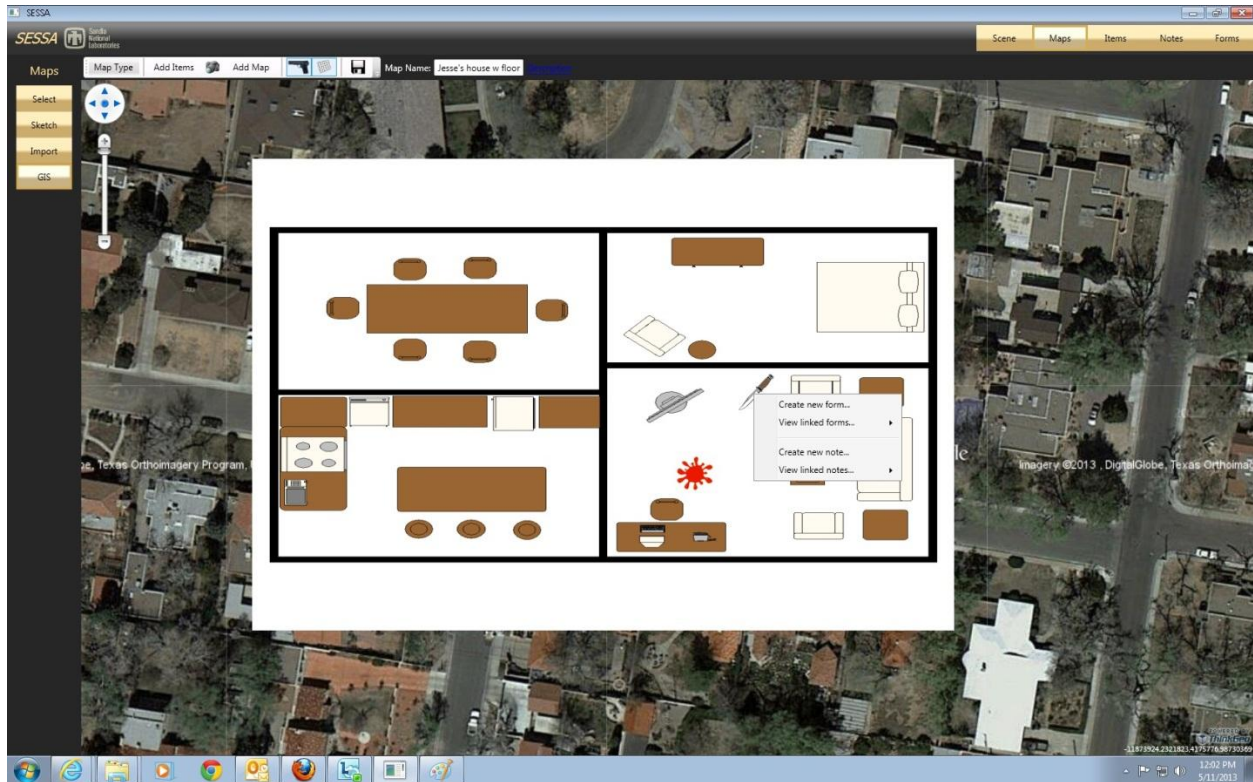 SESSA
SESSA Sandia National Laboratories
Scene Maps Items Notes Forms
Maps
Map Type Add Items Add Map Map Name: Jesse's house w floor
Select
Sketch
Import
GIS
Create new form...
View linked forms...
Create new note...
View linked notes...
be, Texas Orthoimagery Program,
le
Imagery ©2013 , DigitalGlobe, Texas Orthoimag
12:02 PM
5/11/2013